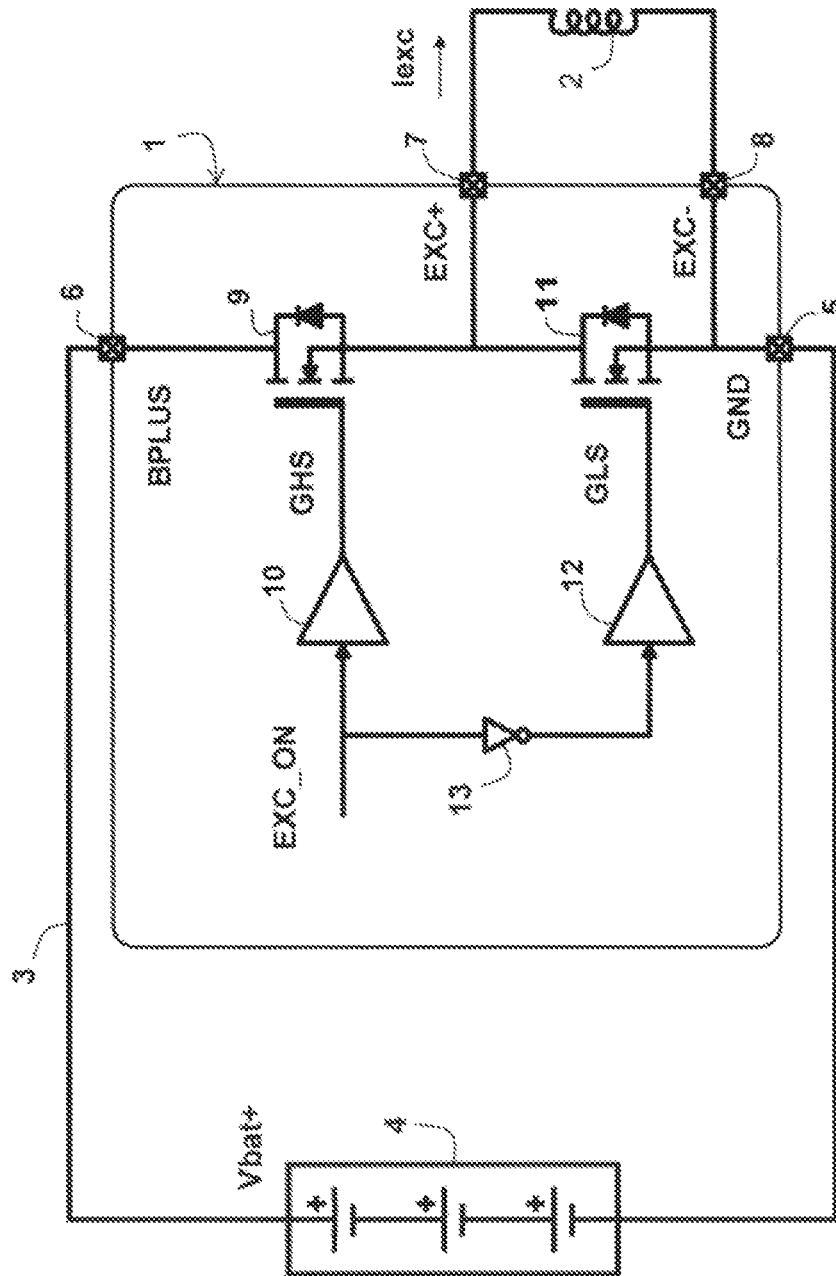 3
Vbat+
4
BPLUS
6
1
EXC_ON
10
GHS
9
EXC+
7
Iexc
2
13
12
GLS
11
EXC-
8
GND
5
+
+
+